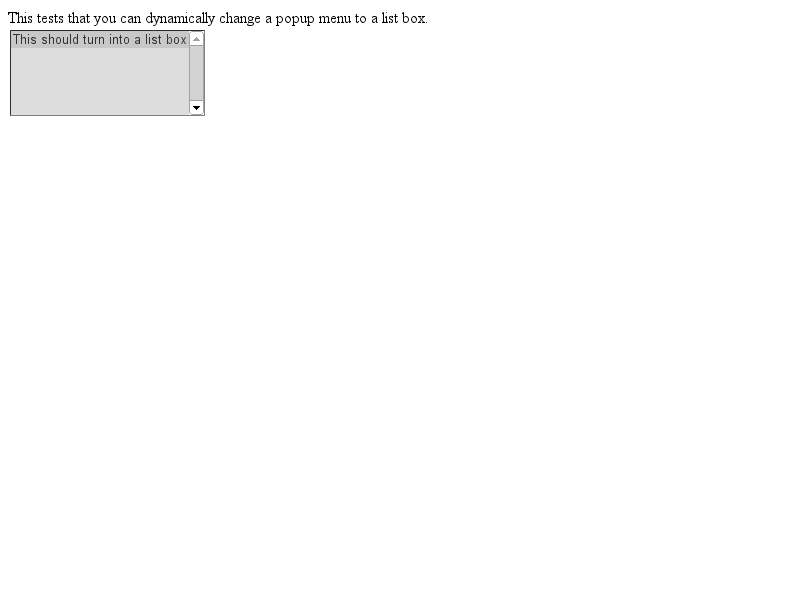 This tests that you can dynamically change a popup menu to a list box.
This should turn into a list box